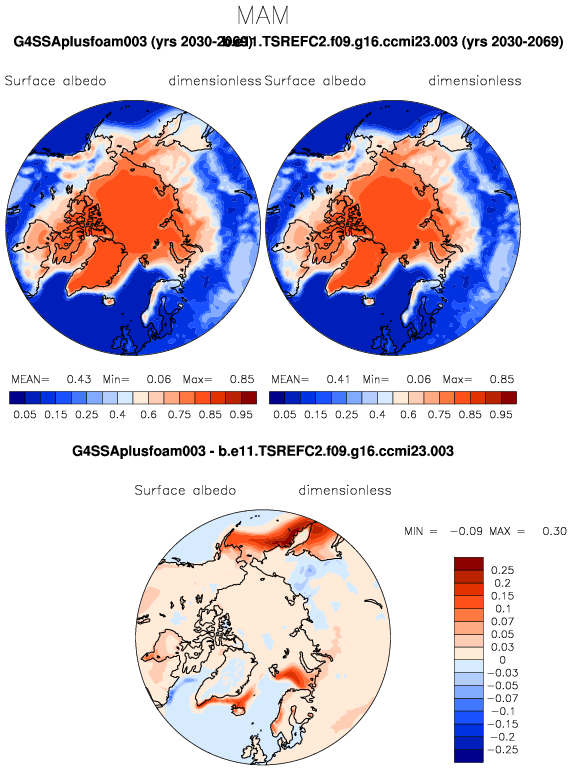 MAM
G4SSAplusfoam003 (yrs 2030-2069) b.e11.TSREFC2.f09.g16.ccmi23.003 (yrs 2030-2069)
Surface albedo dimensionless Surface albedo dimensionless
MEAN= 0.43 Min= 0.06 Max= 0.85 MEAN= 0.41 Min= 0.06 Max= 0.85
0.05 0.15 0.25 0.4 0.6 0.75 0.85 0.95 0.05 0.15 0.25 0.4 0.6 0.75 0.85 0.95
G4SSAplusfoam003 - b.e11.TSREFC2.f09.g16.ccmi23.003
Surface albedo dimensionless
MIN = -0.09 MAX = 0.30
0.25
0.2
0.15
0.1
0.07
0.05
0.03
0
-0.03
-0.05
-0.07
-0.1
-0.15
-0.2
-0.25